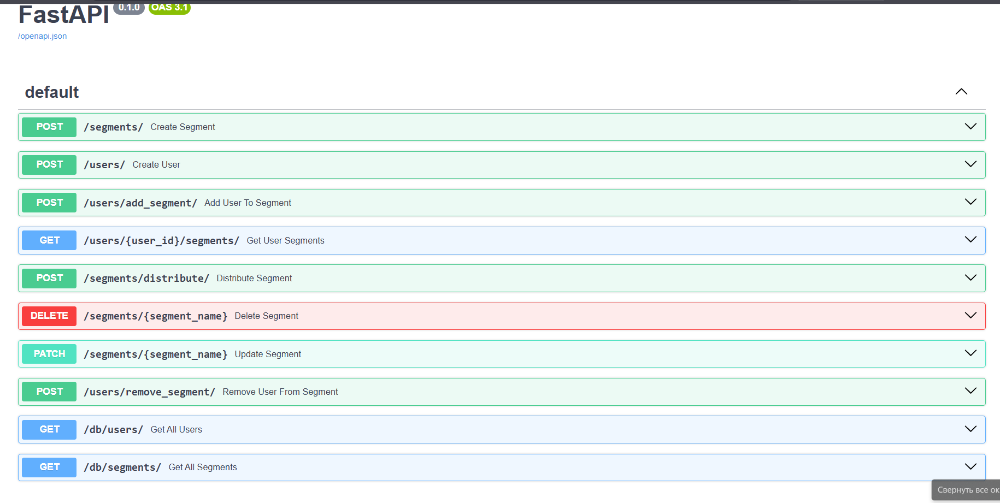 FastAPI 0.1.0 OAS 3.1
/openapi.json
default
POST /segments/ Create Segment
POST /users/ Create User
POST /users/add_segment/ Add User To Segment
GET /users/{user_id}/segments/ Get User Segments
POST /segments/distribute/ Distribute Segment
DELETE /segments/{segment_name} Delete Segment
PATCH /segments/{segment_name} Update Segment
POST /users/remove_segment/ Remove User From Segment
GET /db/users/ Get All Users
GET /db/segments/ Get All Segments
Свернуть все ок